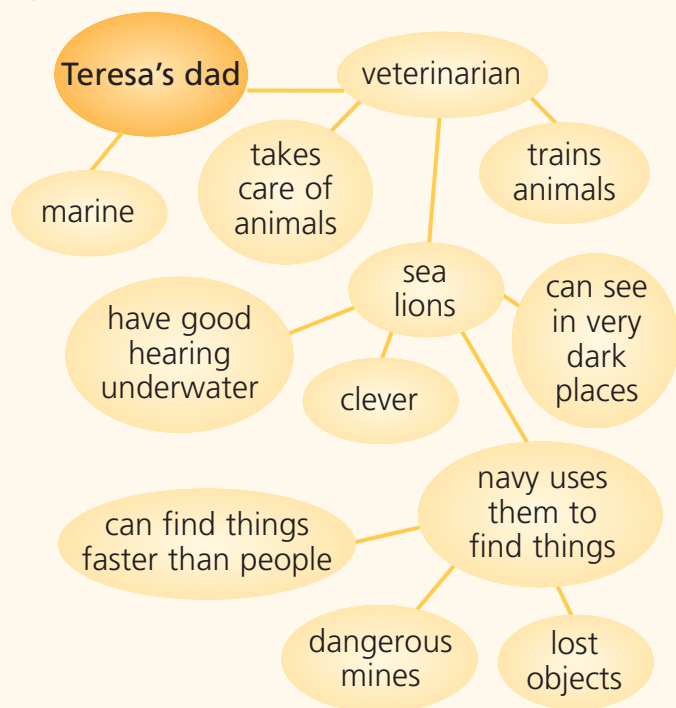 Teresa’s dad
veterinarian
marine
takes
care of
animals
trains
animals
sea
lions
have good
hearing
underwater
clever
can see
in very
dark
places
navy uses
them to
find things
can find things
faster than people
dangerous
mines
lost
objects